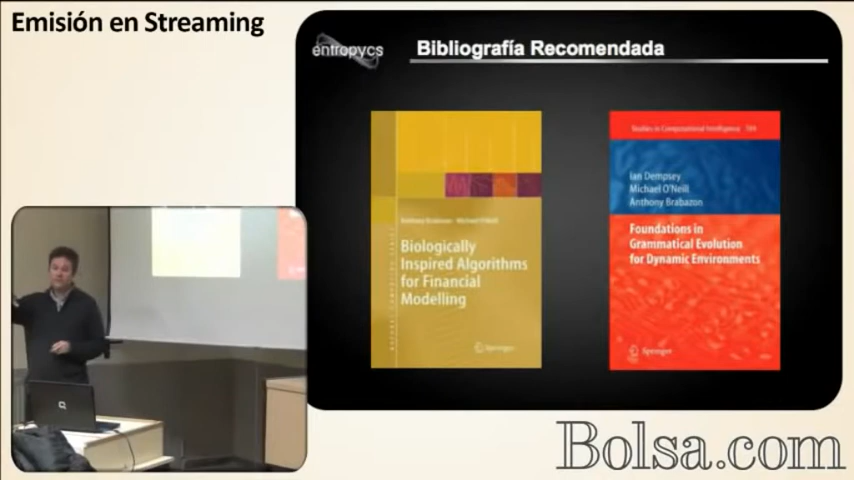 Emisión en Streaming
entropycs
Bibliografía Recomendada
Anthony Brabazon · Michael O'Neill
Biologically
Inspired Algorithms
for Financial
Modelling
Springer
Studies in Computational Intelligence
Ian Dempsey
Michael O'Neill
Anthony Brabazon
Foundations in
Grammatical Evolution
for Dynamic Environments
Springer
Bolsa.com